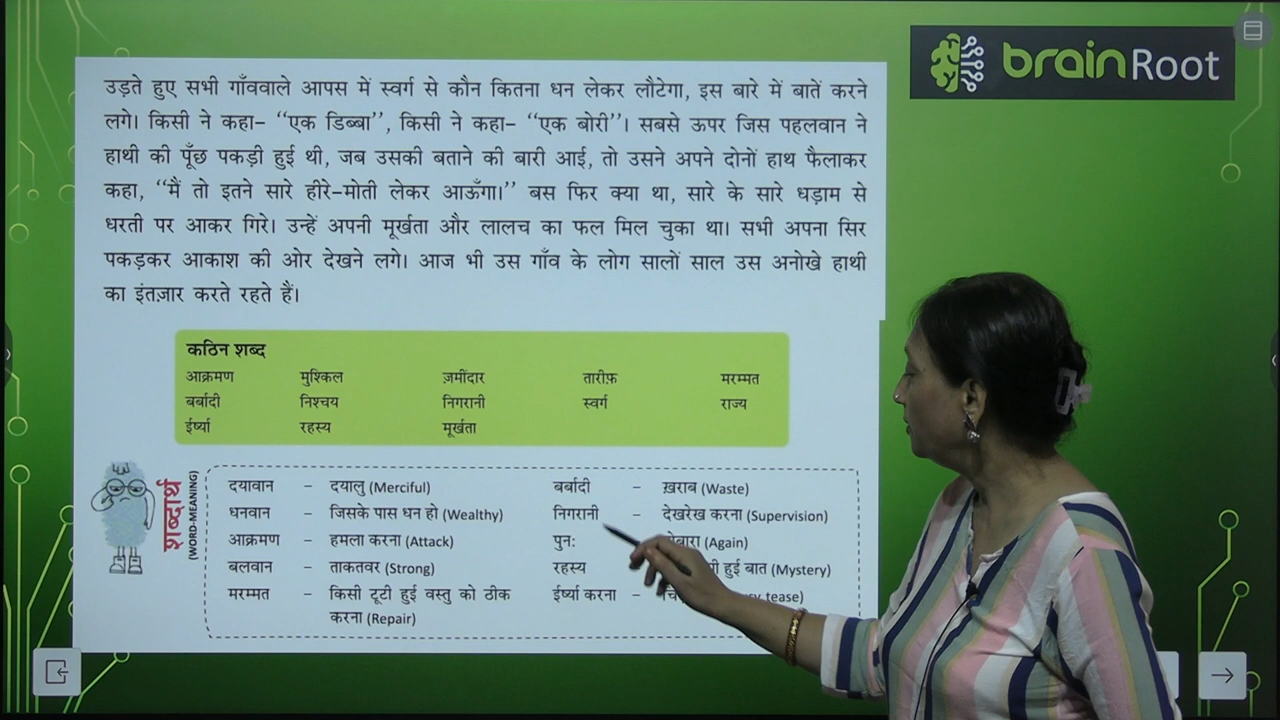 brainRoot
उड़ते हुए सभी गाँववाले आपस में स्वर्ग से कौन कितना धन लेकर लौटेगा, इस बारे में बातें करने
लगे। किसी ने कहा– “एक डिब्बा”, किसी ने कहा– “एक बोरी”। सबसे ऊपर जिस पहलवान ने
हाथी की पूँछ पकड़ी हुई थी, जब उसकी बताने की बारी आई, तो उसने अपने दोनों हाथ फैलाकर
कहा, “मैं तो इतने सारे हीरे–मोती लेकर आऊँगा।” बस फिर क्या था, सारे के सारे धड़ाम से
धरती पर आकर गिरे। उन्हें अपनी मूर्खता और लालच का फल मिल चुका था। सभी अपना सिर
पकड़कर आकाश की ओर देखने लगे। आज भी उस गाँव के लोग सालों साल उस अनोखे हाथी
का इंतज़ार करते रहते हैं।
कठिन शब्द
आक्रमण मुश्किल ज़मींदार तारीफ़ मरम्मत
बर्बादी निश्चय निगरानी स्वर्ग राज्य
ईर्ष्या रहस्य मूर्खता
शब्दार्थ
(WORD-MEANING)
दयावान – दयालु (Merciful) बर्बादी – ख़राब (Waste)
धनवान – जिसके पास धन हो (Wealthy) निगरानी – देखरेख करना (Supervision)
आक्रमण – हमला करना (Attack) पुन: (Again)
बलवान – ताकतवर (Strong) रहस्य हुई बात (Mystery)
मरम्मत – किसी टूटी हुई वस्तु को ठीक ईर्ष्या करना – tease)
करना (Repair)